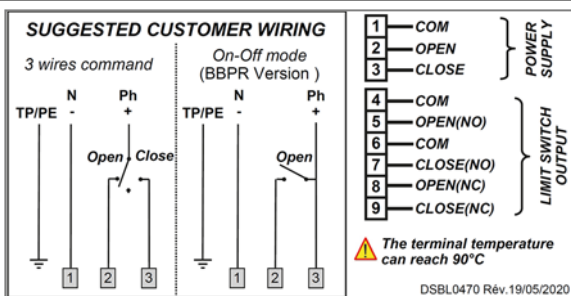 SUGGESTED CUSTOMER WIRING
3 wires command
On-Off mode
(BBPR Version )
TP/PE
N
-
Ph
+
Open
Close
1
2
3
TP/PE
N
-
Ph
+
Open
1
2
3
1 COM
2 OPEN
3 CLOSE
POWER
SUPPLY
4 COM
5 OPEN(NO)
6 COM
7 CLOSE(NO)
8 OPEN(NC)
9 CLOSE(NC)
LIMIT SWITCH
OUTPUT
The terminal temperature
can reach 90°C
DSBL0470 Rév.19/05/2020